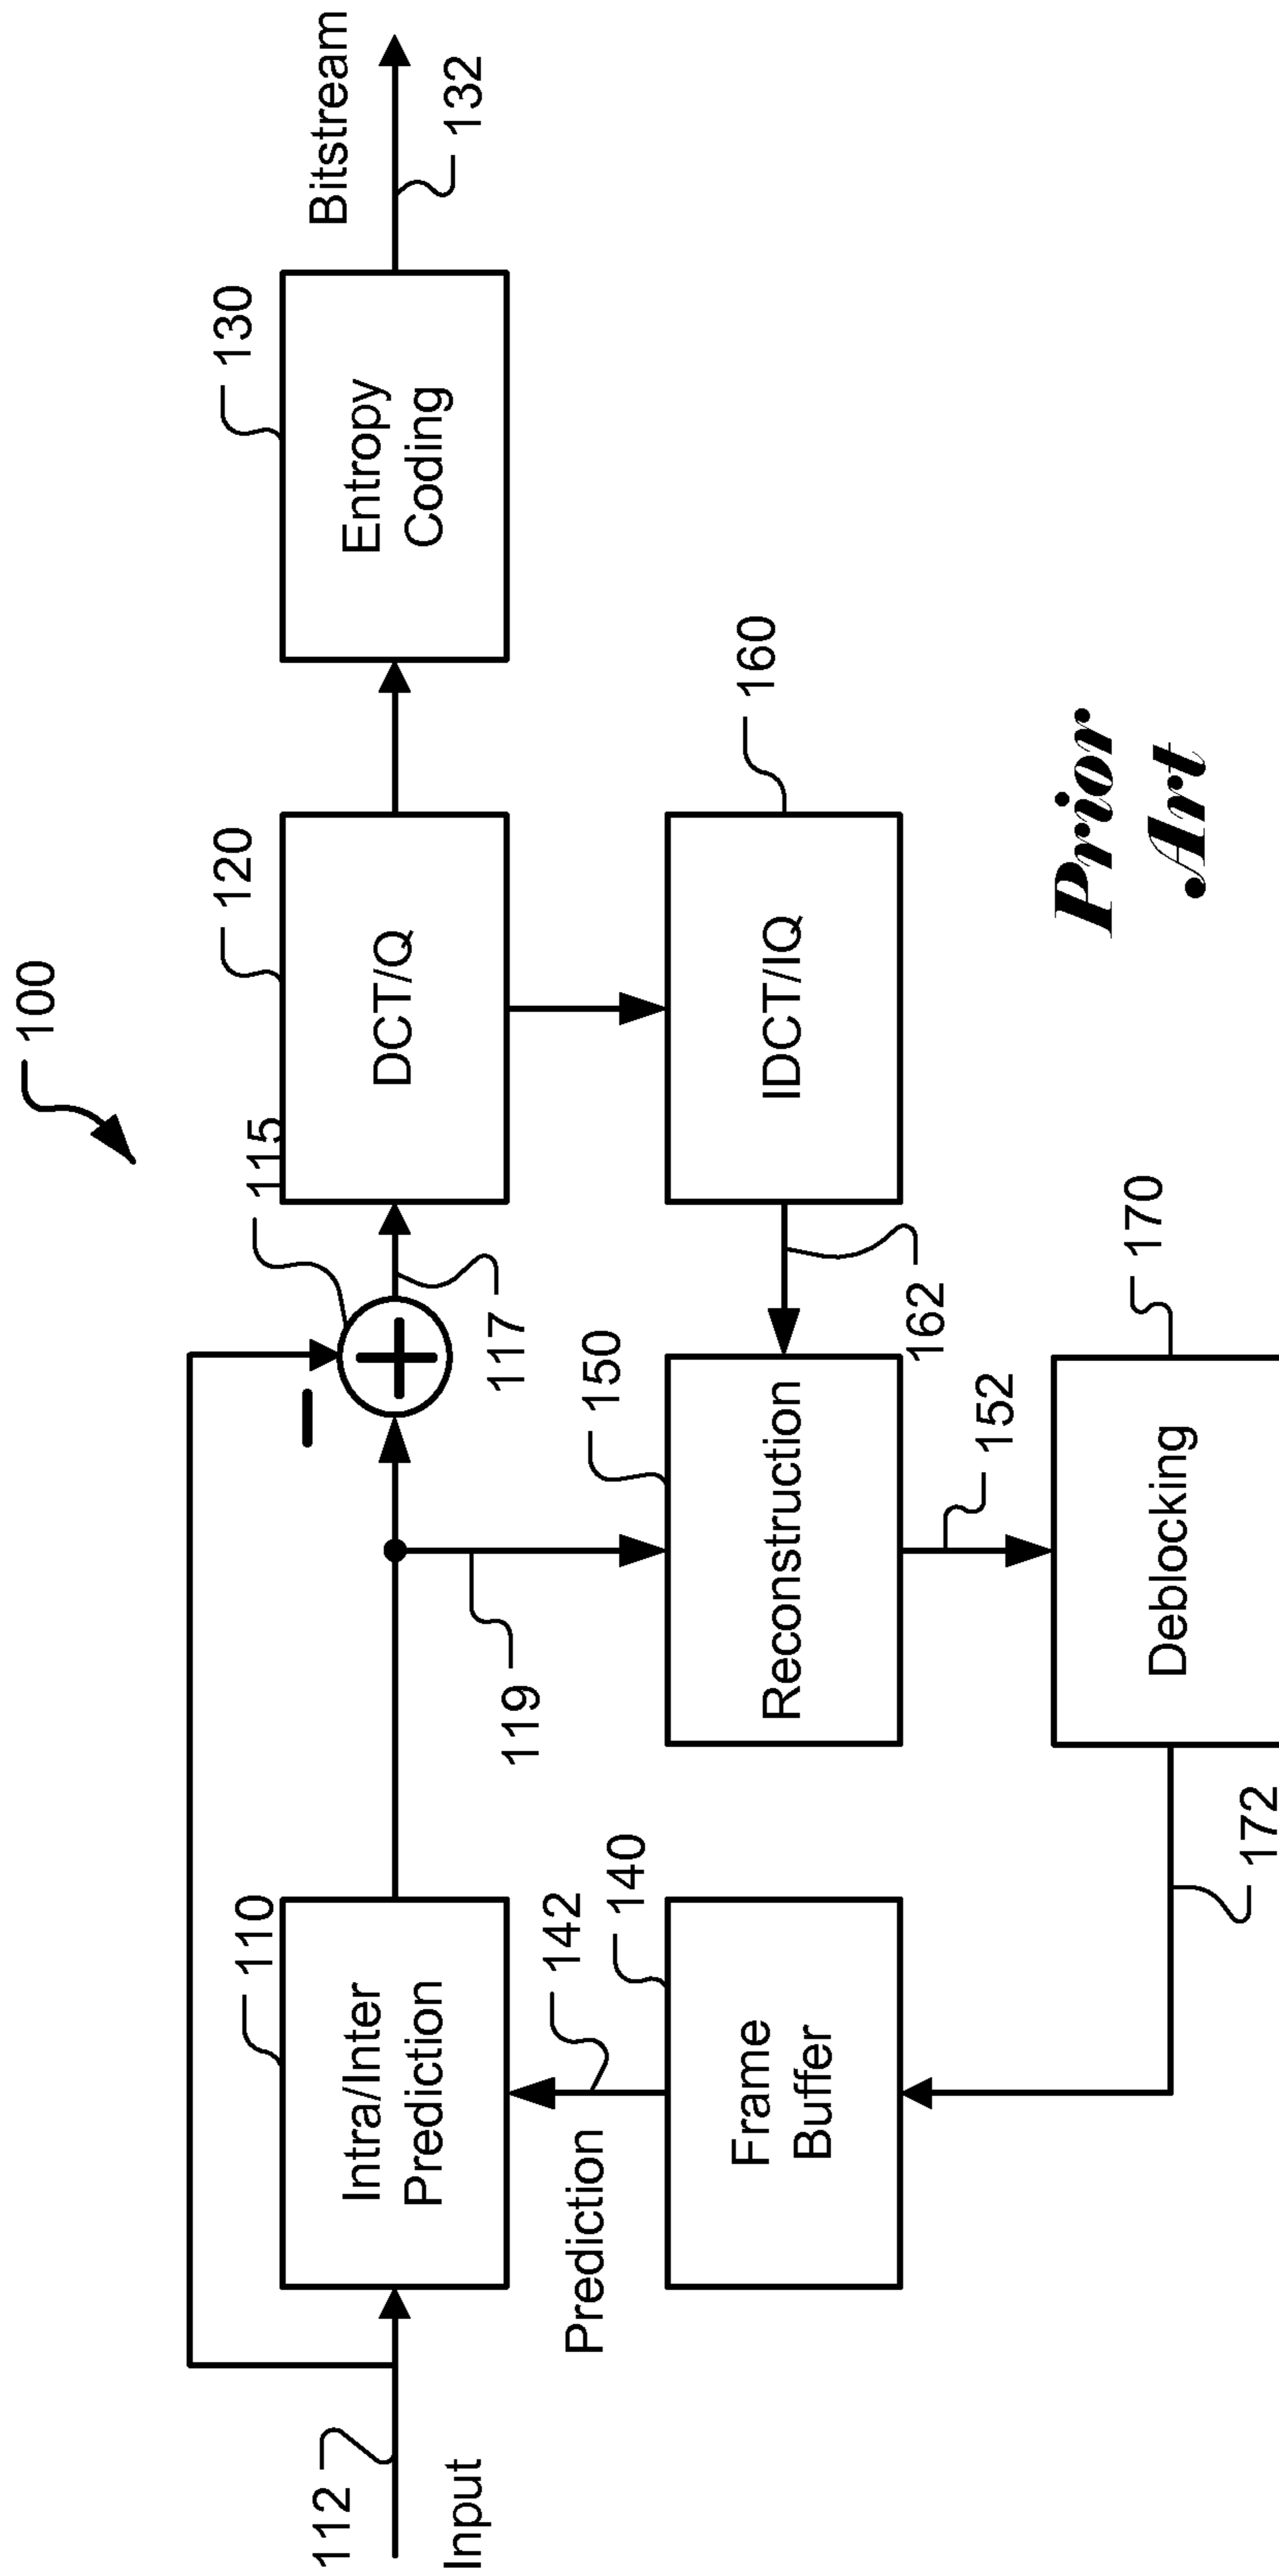 100
115
120
130
Bitstream
132
112
Input
110
Intra/Inter
Prediction
117
DCT/Q
Entropy
Coding
119
142
Prediction
140
150
162
160
Frame
Buffer
Reconstruction
IDCT/IQ
152
172
170
Deblocking
Prior
Art